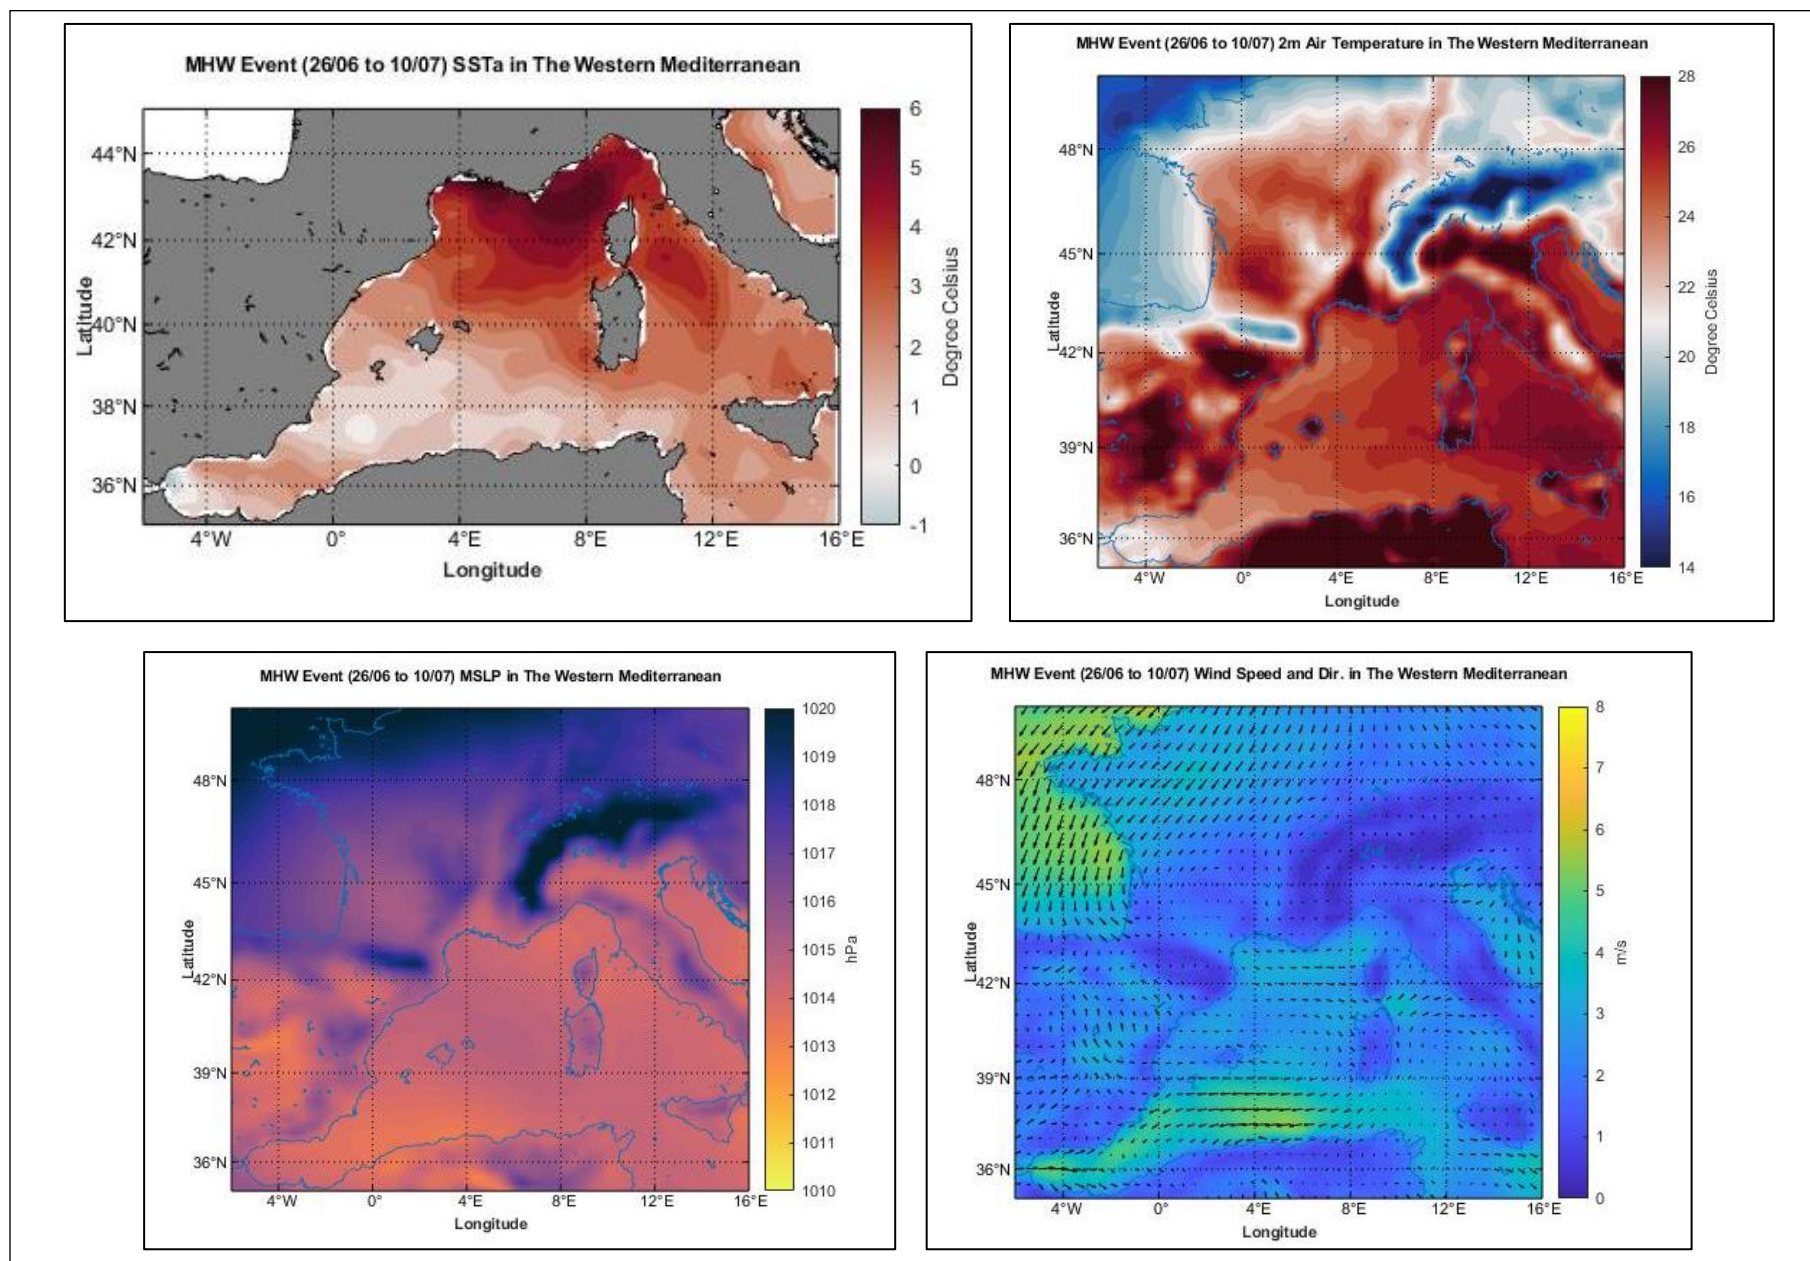 MHW Event (26/06 to 10/07) SSTa in The Western Mediterranean
44°N
42°N
40°N
38°N
36°N
Latitude
4°W 0° 4°E 8°E 12°E 16°E
Longitude
6
5
4
3
2
1
0
-1
Degree Celsius
MHW Event (26/06 to 10/07) 2m Air Temperature in The Western Mediterranean
48°N
45°N
42°N
39°N
36°N
Latitude
4°W 0° 4°E 8°E 12°E 16°E
Longitude
28
26
24
22
20
18
16
14
Degree Celsius
MHW Event (26/06 to 10/07) MSLP in The Western Mediterranean
48°N
45°N
42°N
39°N
36°N
Latitude
4°W 0° 4°E 8°E 12°E 16°E
Longitude
1020
1019
1018
1017
1016
1015
1014
1013
1012
1011
1010
hPa
MHW Event (26/06 to 10/07) Wind Speed and Dir. in The Western Mediterranean
48°N
45°N
42°N
39°N
36°N
Latitude
4°W 0° 4°E 8°E 12°E 16°E
Longitude
8
7
6
5
4
3
2
1
0
m/s